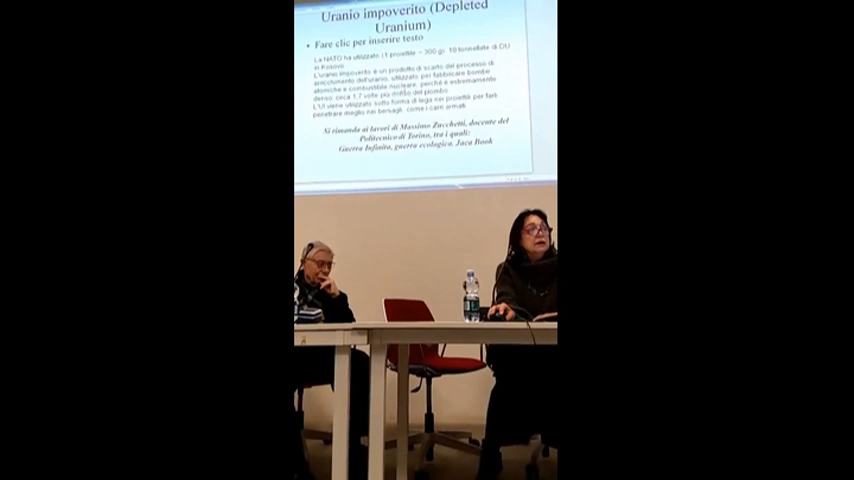 Uranio impoverito (Depleted
Uranium)
• Fare clic per inserire testo
La NATO ha utilizzato (1 proiettile ~ 300 g) 10 tonnellate di DU
in Kosovo
L'uranio impoverito è un prodotto di scarto del processo di
arricchimento dell'uranio, utilizzato per fabbricare bombe
atomiche e combustibile nucleare, perchè è estremamente
denso: circa 1,7 volte più denso del piombo.
L'UI viene utilizzato sotto forma di lega nei proiettili per farli
penetrare meglio nei bersagli, come i carri armati.
Si rimanda ai lavori di Massimo Zucchetti, docente del
Politecnico di Torino, tra i quali:
Guerra Infinita, guerra ecologica. Jaca Book